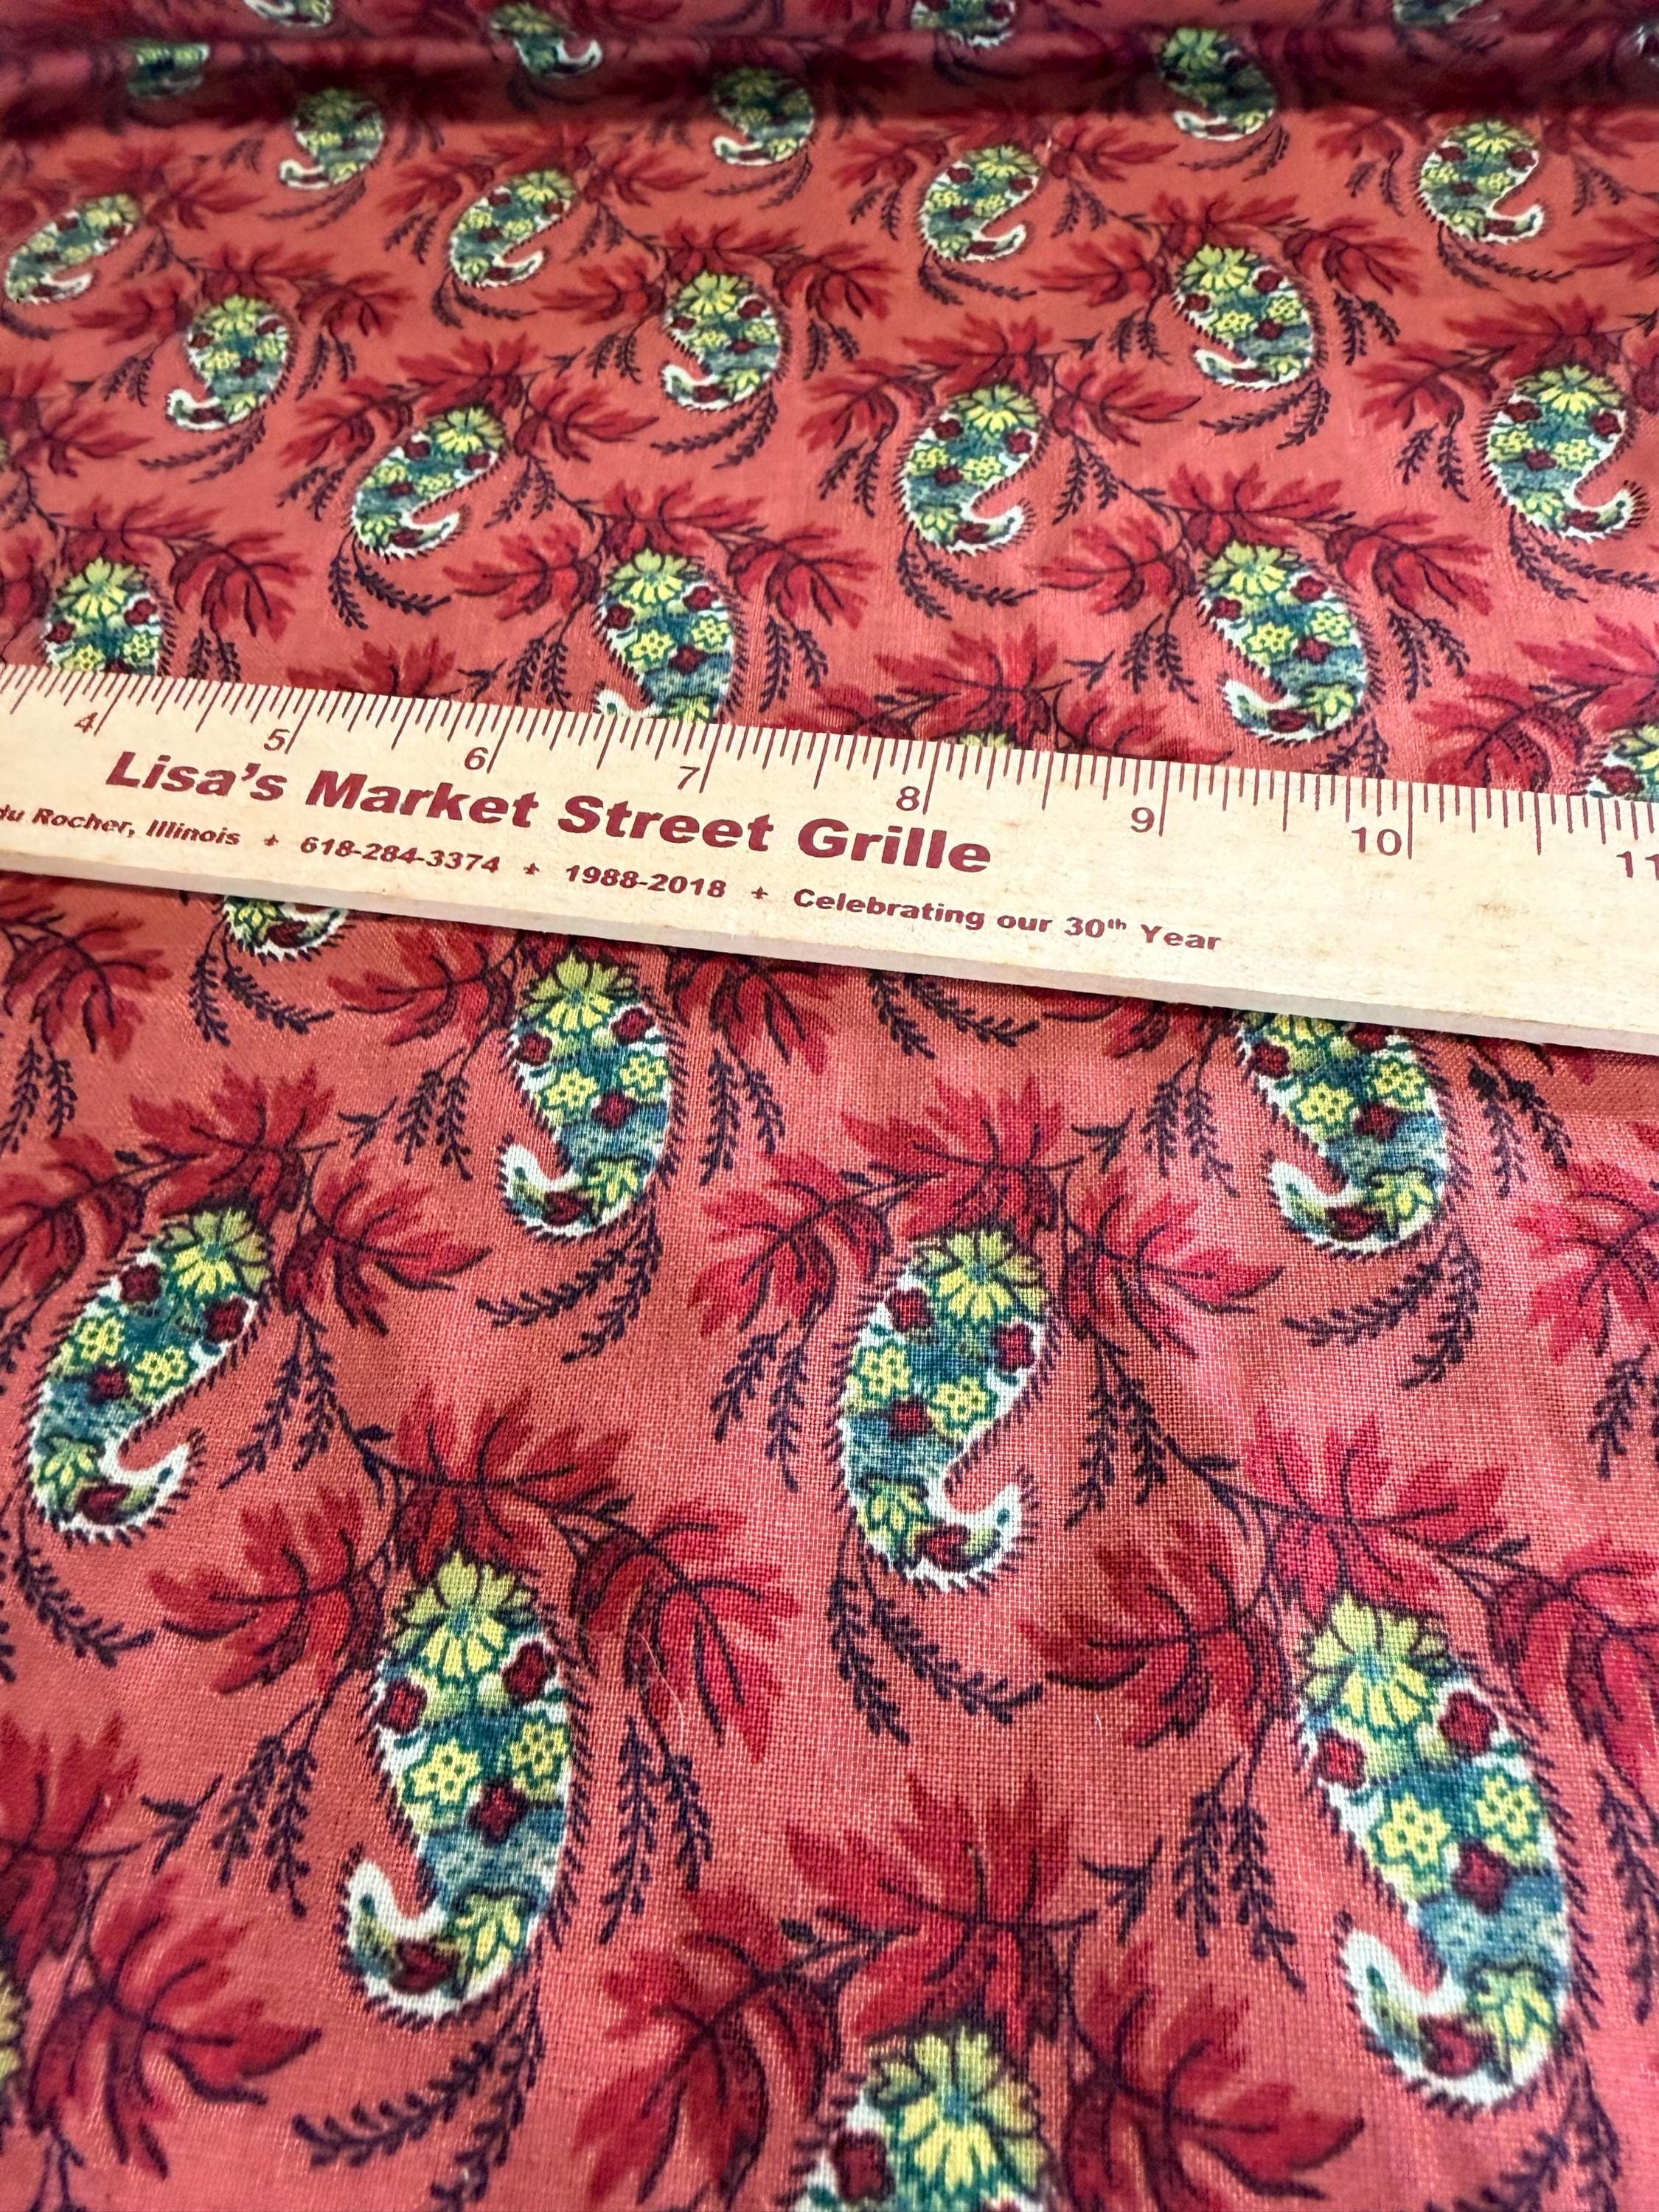 4 5 6 7 8 9 10 11
Lisa's Market Street Grille
du Rocher, Illinois + 618-284-3374 + 1988-2018 + Celebrating our 30th Year